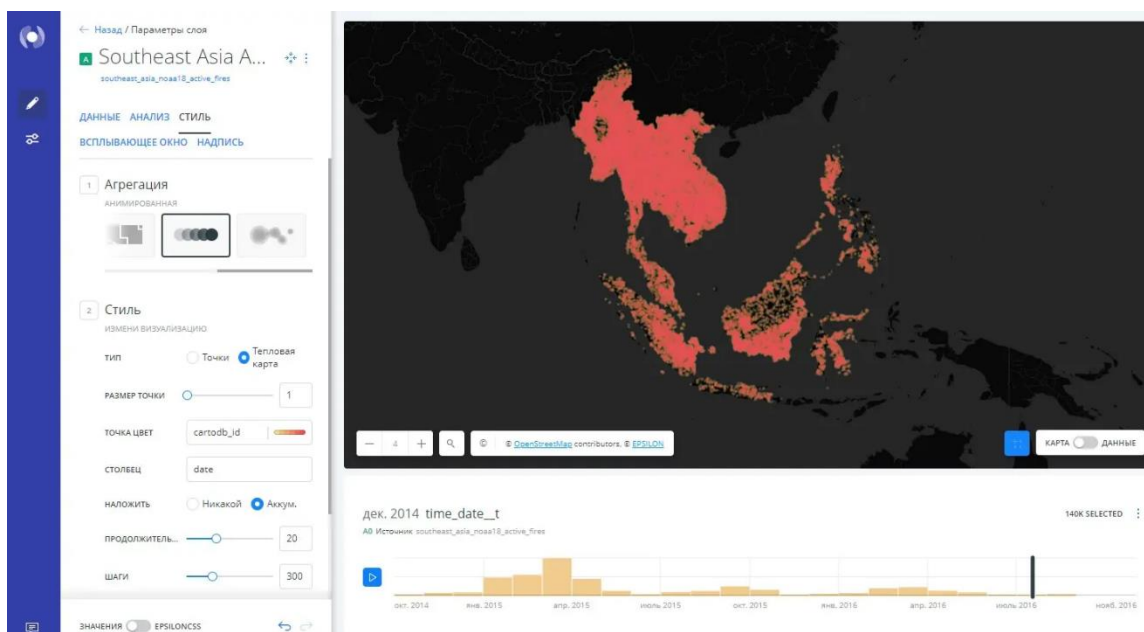 ← Назад / Параметры слоя
A Southeast Asia A...
southeast_asia_noaa18_active_fires
ДАННЫЕ АНАЛИЗ СТИЛЬ
ВСПЛЫВАЮЩЕЕ ОКНО НАДПИСЬ
1 Агрегация
АНИМИРОВАННАЯ
2 Стиль
ИЗМЕНИ ВИЗУАЛИЗАЦИЮ
ТИП Точки Тепловая карта
РАЗМЕР ТОЧКИ 1
ТОЧКА ЦВЕТ cartodb_id
СТОЛБЕЦ date
НАЛОЖИТЬ Никакой Аккум.
ПРОДОЛЖИТЕЛЬ... 20
ШАГИ 300
ЗНАЧЕНИЯ EPSILONCSS
− 4 + © © OpenStreetMap contributors, © EPSILON
КАРТА ДАННЫЕ
дек. 2014 time_date__t
140K SELECTED
A0 Источник southeast_asia_noaa18_active_fires
окт. 2014 янв. 2015 апр. 2015 июль 2015 окт. 2015 янв. 2016 апр. 2016 июль 2016 нояб. 2016